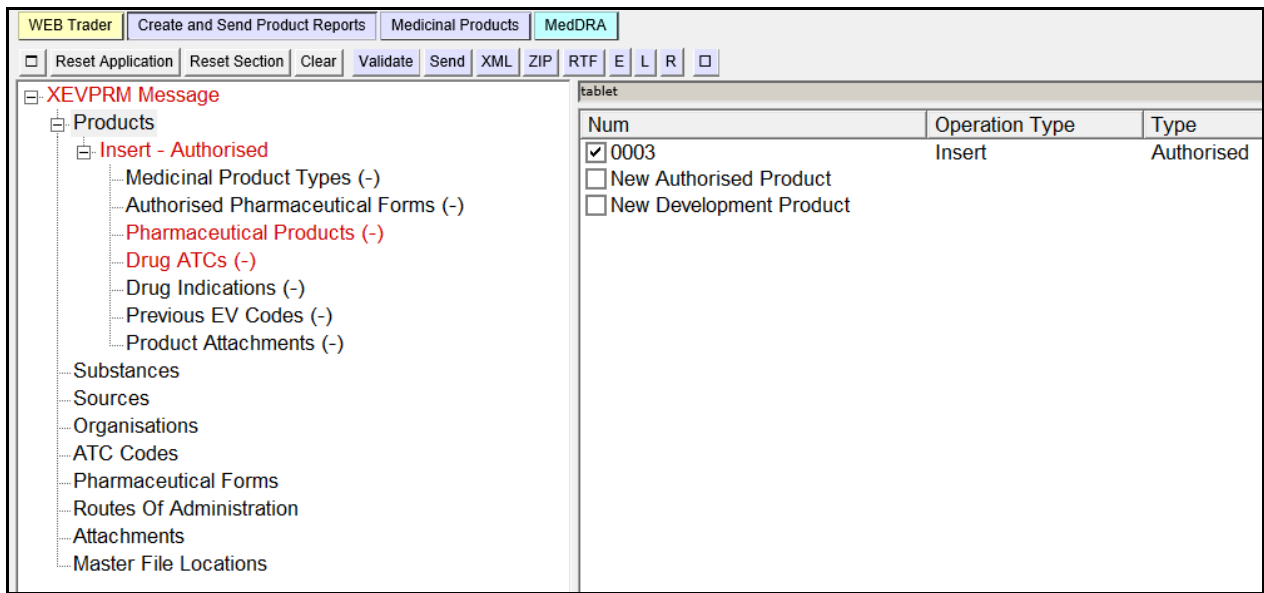 WEB Trader Create and Send Product Reports Medicinal Products MedDRA
Reset Application Reset Section Clear Validate Send XML ZIP RTF E L R
XEVPRM Message
Products
Insert - Authorised
Medicinal Product Types (-)
Authorised Pharmaceutical Forms (-)
Pharmaceutical Products (-)
Drug ATCs (-)
Drug Indications (-)
Previous EV Codes (-)
Product Attachments (-)
Substances
Sources
Organisations
ATC Codes
Pharmaceutical Forms
Routes Of Administration
Attachments
Master File Locations
tablet
Num Operation Type Type
0003 Insert Authorised
New Authorised Product
New Development Product